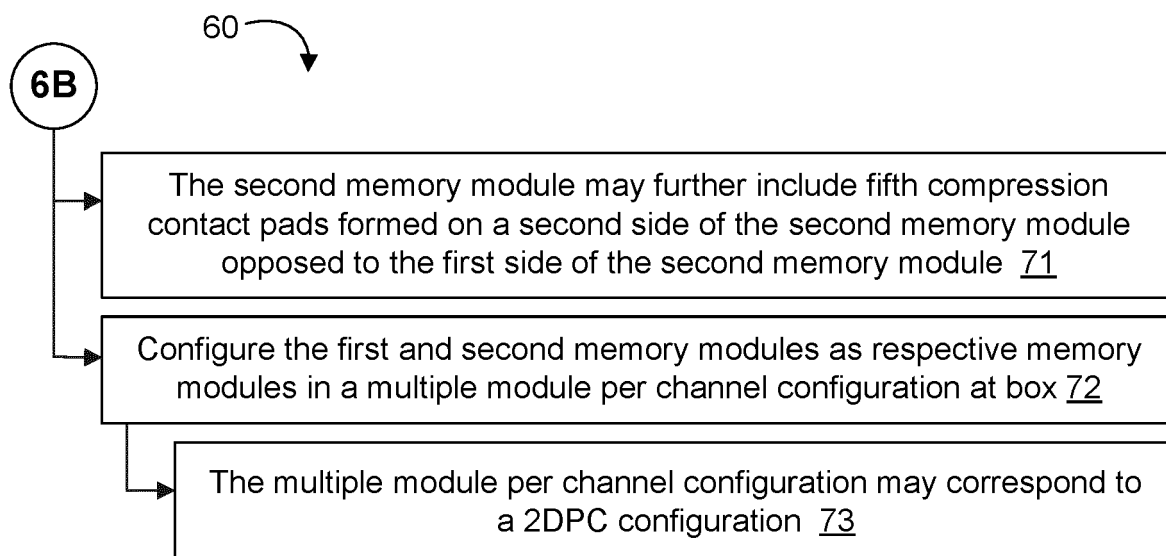 60
6B
The second memory module may further include fifth compression
contact pads formed on a second side of the second memory module
opposed to the first side of the second memory module 71
Configure the first and second memory modules as respective memory
modules in a multiple module per channel configuration at box 72
The multiple module per channel configuration may correspond to
a 2DPC configuration 73